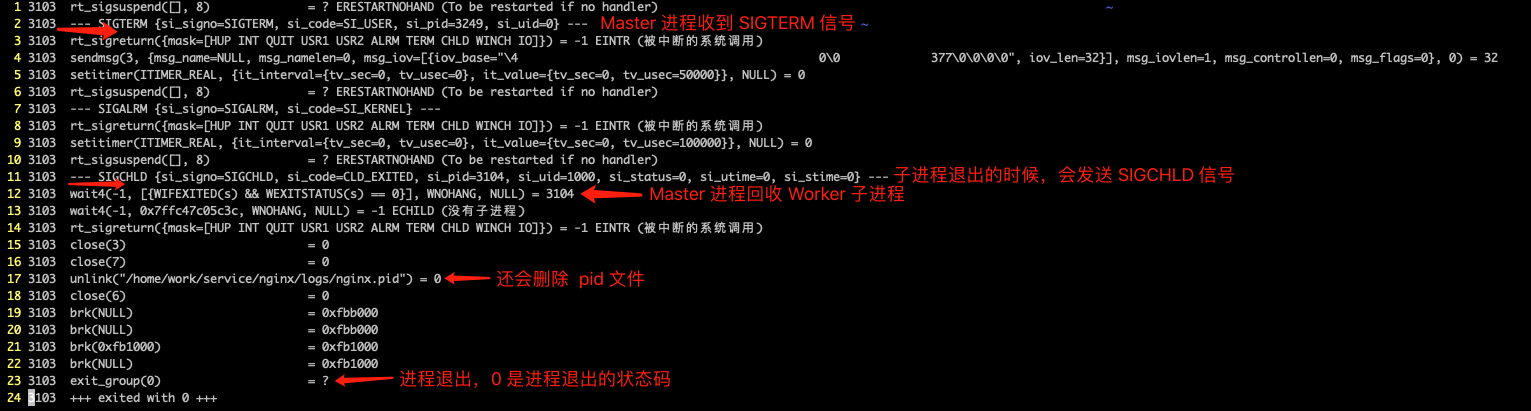 1 3103  rt_sigsuspend([], 8)            = ? ERESTARTNOHAND (To be restarted if no handler) ~
2 3103  --- SIGTERM {si_signo=SIGTERM, si_code=SI_USER, si_pid=3249, si_uid=0} --- Master 进程收到 SIGTERM 信号 ~
3 3103  rt_sigreturn({mask=[HUP INT QUIT USR1 USR2 ALRM TERM CHLD WINCH IO]}) = -1 EINTR (被中断的系统调用)
4 3103  sendmsg(3, {msg_name=NULL, msg_namelen=0, msg_iov=[{iov_base="\4 0\0 377\0\0\0\0", iov_len=32}], msg_iovlen=1, msg_controllen=0, msg_flags=0}, 0) = 32
5 3103  setitimer(ITIMER_REAL, {it_interval={tv_sec=0, tv_usec=0}, it_value={tv_sec=0, tv_usec=50000}}, NULL) = 0
6 3103  rt_sigsuspend([], 8)            = ? ERESTARTNOHAND (To be restarted if no handler)
7 3103  --- SIGALRM {si_signo=SIGALRM, si_code=SI_KERNEL} ---
8 3103  rt_sigreturn({mask=[HUP INT QUIT USR1 USR2 ALRM TERM CHLD WINCH IO]}) = -1 EINTR (被中断的系统调用)
9 3103  setitimer(ITIMER_REAL, {it_interval={tv_sec=0, tv_usec=0}, it_value={tv_sec=0, tv_usec=100000}}, NULL) = 0
10 3103  rt_sigsuspend([], 8)            = ? ERESTARTNOHAND (To be restarted if no handler)
11 3103  --- SIGCHLD {si_signo=SIGCHLD, si_code=CLD_EXITED, si_pid=3104, si_uid=1000, si_status=0, si_utime=0, si_stime=0} --- 子进程退出的时候，会发送 SIGCHLD 信号
12 3103  wait4(-1, [{WIFEXITED(s) && WEXITSTATUS(s) == 0}], WNOHANG, NULL) = 3104 Master 进程回收 Worker 子进程
13 3103  wait4(-1, 0x7ffc47c05c3c, WNOHANG, NULL) = -1 ECHILD (没有子进程)
14 3103  rt_sigreturn({mask=[HUP INT QUIT USR1 USR2 ALRM TERM CHLD WINCH IO]}) = -1 EINTR (被中断的系统调用)
15 3103  close(3)                        = 0
16 3103  close(7)                        = 0
17 3103  unlink("/home/work/service/nginx/logs/nginx.pid") = 0 还会删除 pid 文件
18 3103  close(6)                        = 0
19 3103  brk(NULL)                       = 0xfbb000
20 3103  brk(NULL)                       = 0xfbb000
21 3103  brk(0xfb1000)                   = 0xfb1000
22 3103  brk(NULL)                       = 0xfb1000
23 3103  exit_group(0)                   = ? 进程退出，0 是进程退出的状态码
24 3103  +++ exited with 0 +++